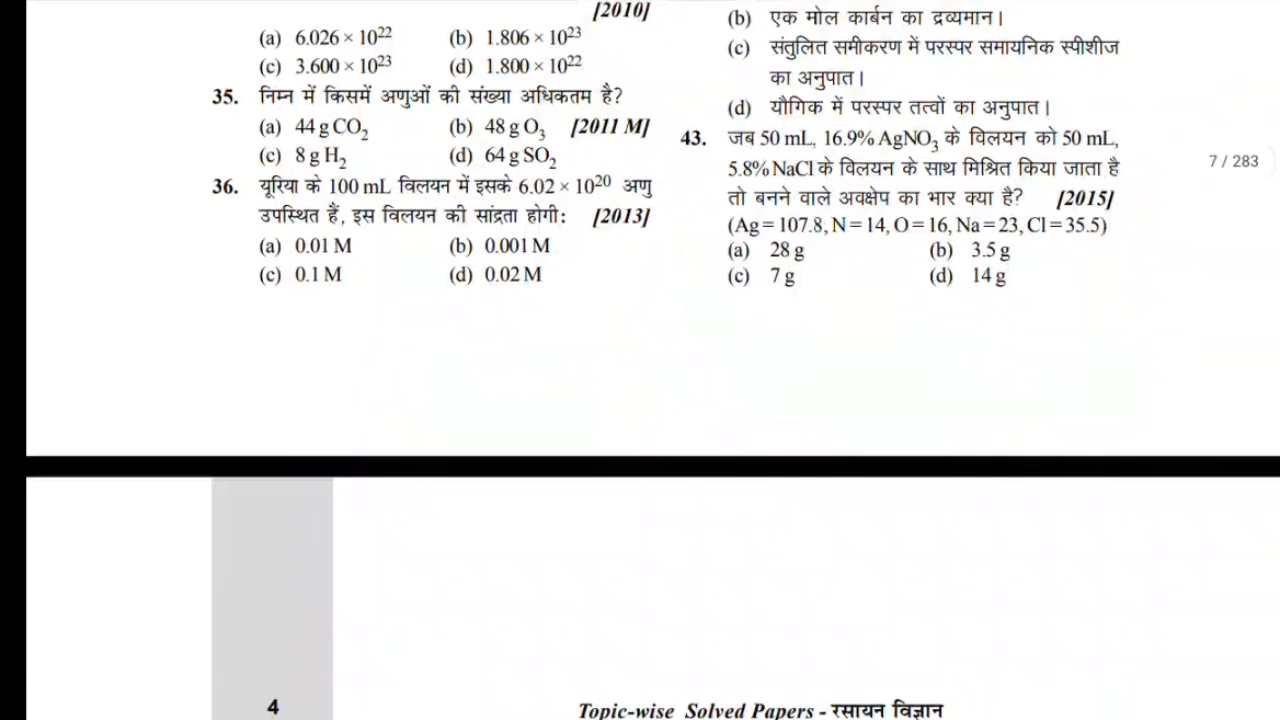 [2010]
(a) 6.026 × 10²² (b) 1.806 × 10²³
(c) 3.600 × 10²³ (d) 1.800 × 10²²
35. निम्न में किसमें अणुओं की संख्या अधिकतम है?
(a) 44 g CO₂ (b) 48 g O₃ [2011 M]
(c) 8 g H₂ (d) 64 g SO₂
36. यूरिया के 100 mL विलयन में इसके 6.02 × 10²⁰ अणु
उपस्थित हैं, इस विलयन की सांद्रता होगी: [2013]
(a) 0.01 M (b) 0.001 M
(c) 0.1 M (d) 0.02 M
(b) एक मोल कार्बन का द्रव्यमान।
(c) संतुलित समीकरण में परस्पर समायनिक स्पीशीज
का अनुपात।
(d) यौगिक में परस्पर तत्वों का अनुपात।
43. जब 50 mL, 16.9% AgNO₃ के विलयन को 50 mL,
5.8% NaCl के विलयन के साथ मिश्रित किया जाता है
तो बनने वाले अवक्षेप का भार क्या है? [2015]
(Ag = 107.8, N = 14, O = 16, Na = 23, Cl = 35.5)
(a) 28 g (b) 3.5 g
(c) 7 g (d) 14 g
7 / 283
4 Topic-wise Solved Papers - रसायन विज्ञान